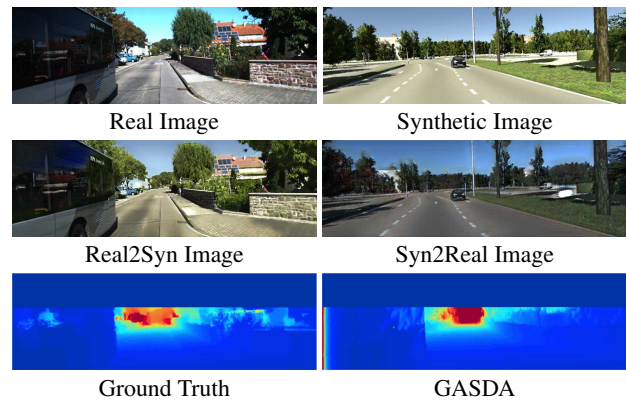 Real Image
Synthetic Image
Real2Syn Image
Syn2Real Image
Ground Truth
GASDA